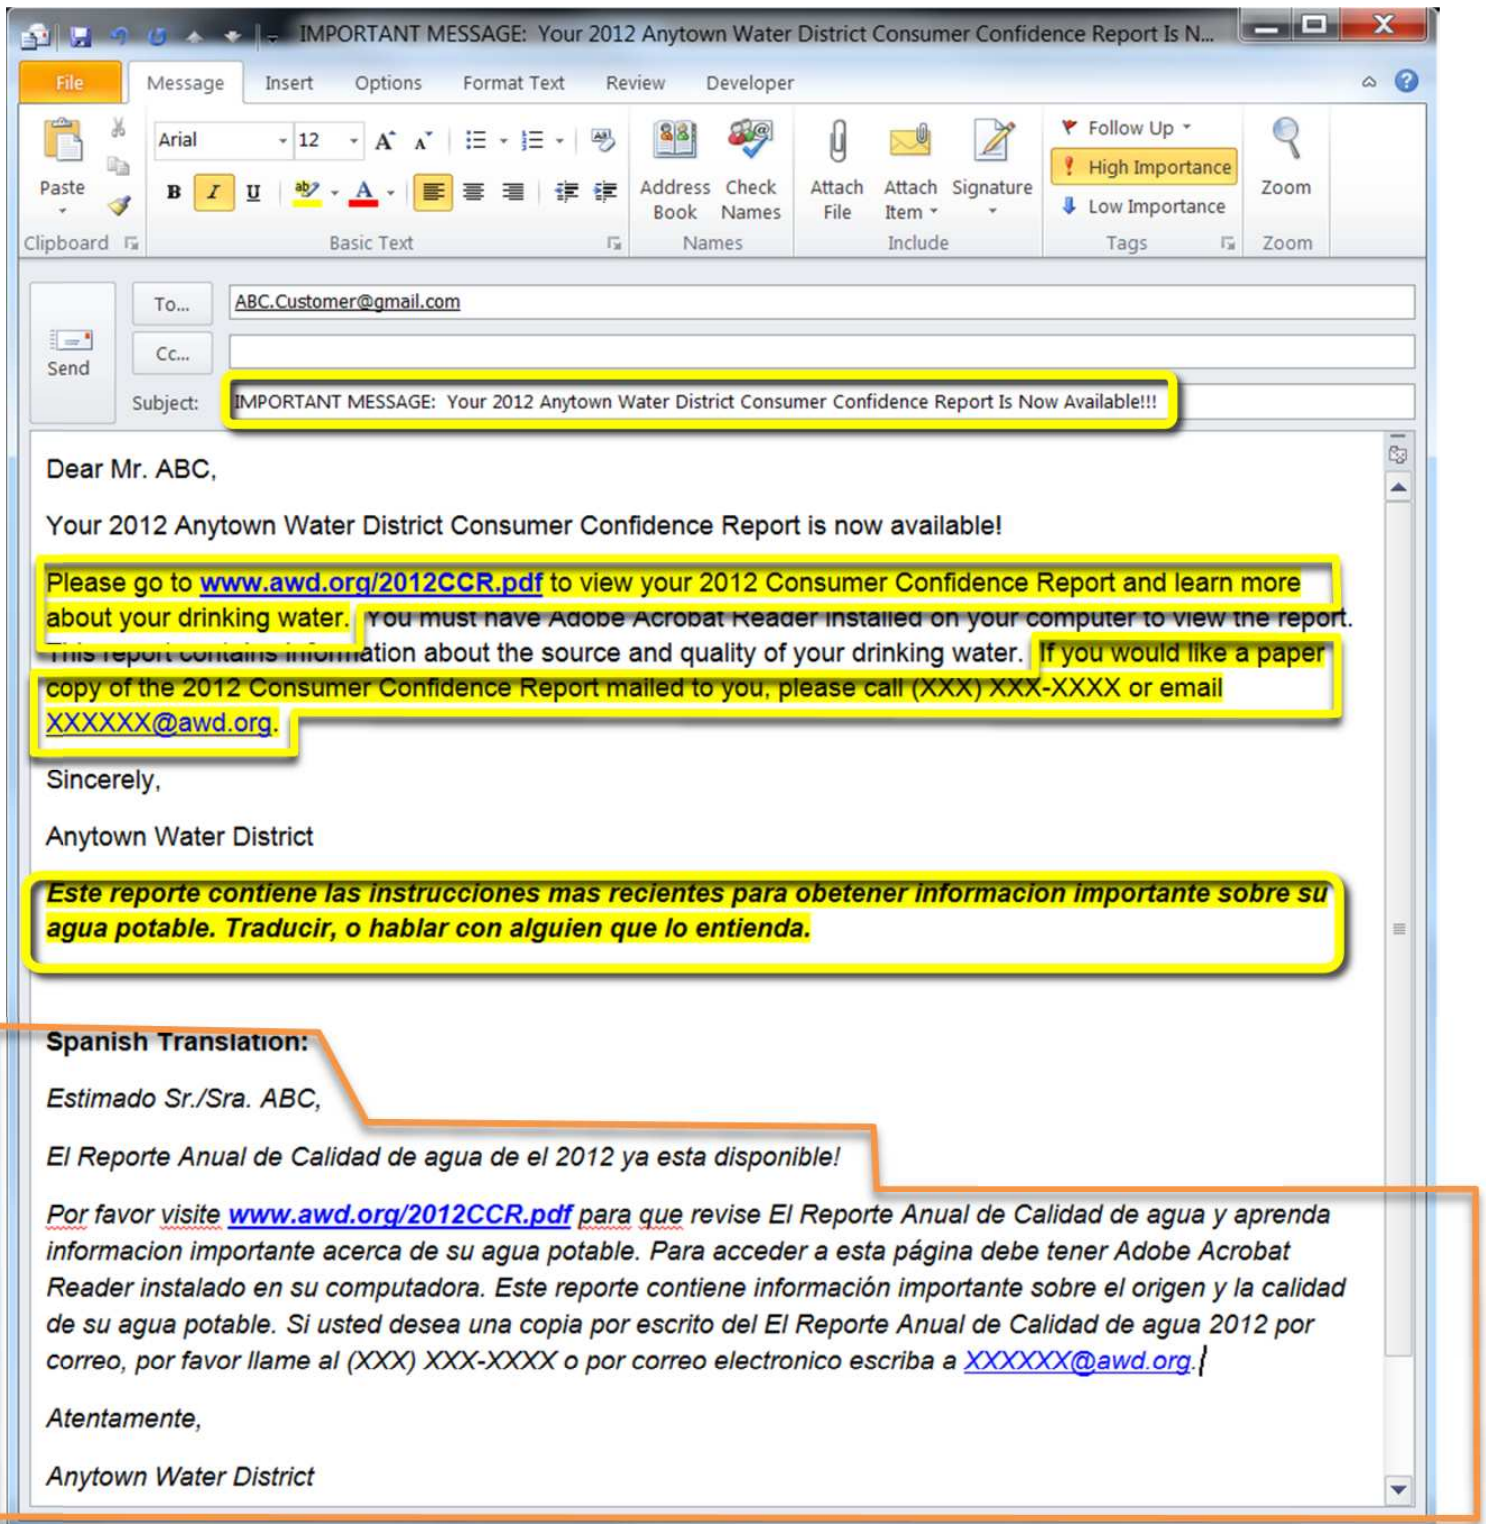 IMPORTANT MESSAGE: Your 2012 Anytown Water District Consumer Confidence Report Is N...
File Message Insert Options Format Text Review Developer
Arial 12
Follow Up
High Importance
Low Importance
Paste
B I U
Address Book
Check Names
Attach File
Attach Item
Signature
Zoom
Clipboard Basic Text Names Include Tags Zoom
To... ABC.Customer@gmail.com
Send
Cc...
Subject: IMPORTANT MESSAGE: Your 2012 Anytown Water District Consumer Confidence Report Is Now Available!!!
Dear Mr. ABC,
Your 2012 Anytown Water District Consumer Confidence Report is now available!
Please go to www.awd.org/2012CCR.pdf to view your 2012 Consumer Confidence Report and learn more
about your drinking water. You must have Adobe Acrobat Reader installed on your computer to view the report.
This report contains information about the source and quality of your drinking water. If you would like a paper
copy of the 2012 Consumer Confidence Report mailed to you, please call (XXX) XXX-XXXX or email
XXXXXX@awd.org.
Sincerely,
Anytown Water District
Este reporte contiene las instrucciones mas recientes para obetener informacion importante sobre su
agua potable. Traducir, o hablar con alguien que lo entienda.
Spanish Translation:
Estimado Sr./Sra. ABC,
El Reporte Anual de Calidad de agua de el 2012 ya esta disponible!
Por favor visite www.awd.org/2012CCR.pdf para que revise El Reporte Anual de Calidad de agua y aprenda
informacion importante acerca de su agua potable. Para acceder a esta página debe tener Adobe Acrobat
Reader instalado en su computadora. Este reporte contiene información importante sobre el origen y la calidad
de su agua potable. Si usted desea una copia por escrito del El Reporte Anual de Calidad de agua 2012 por
correo, por favor llame al (XXX) XXX-XXXX o por correo electronico escriba a XXXXXX@awd.org.
Atentamente,
Anytown Water District